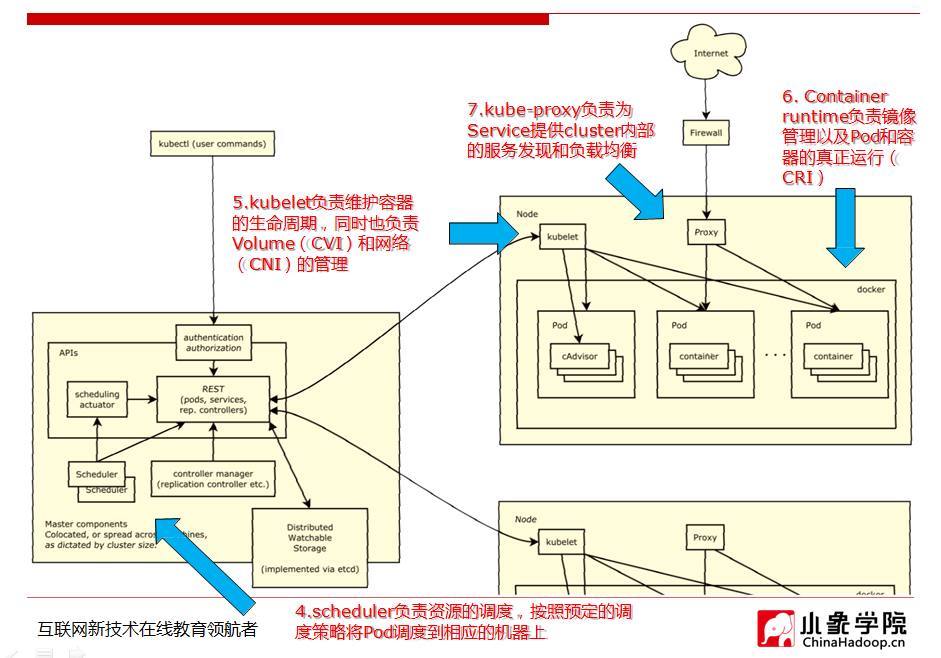 Internet
7.kube-proxy负责为
Service提供cluster内部
的服务发现和负载均衡
6. Container
runtime负责镜像
管理以及Pod和容
器的真正运行（
CRI）
Firewall
kubectl (user commands)
5.kubelet负责维护容器
的生命周期，同时也负责
Volume（CVI）和网络
（CNI）的管理
Node
kubelet
Proxy
docker
Pod
cAdvisor
Pod
container
. . .
Pod
container
APIs
authentication
authorization
REST
(pods, services,
rep. controllers)
scheduling
actuator
Scheduler
Scheduler
controller manager
(replication controller etc.)
Master components
Colocated, or spread across
as dictated by cluster size.
Distributed
Watchable
Storage
(implemented via etcd)
Node
kubelet
Proxy
docker
4.scheduler负责资源的调度，按照预定的调
度策略将Pod调度到相应的机器上
互联网新技术在线教育领航者
小象学院
ChinaHadoop.cn